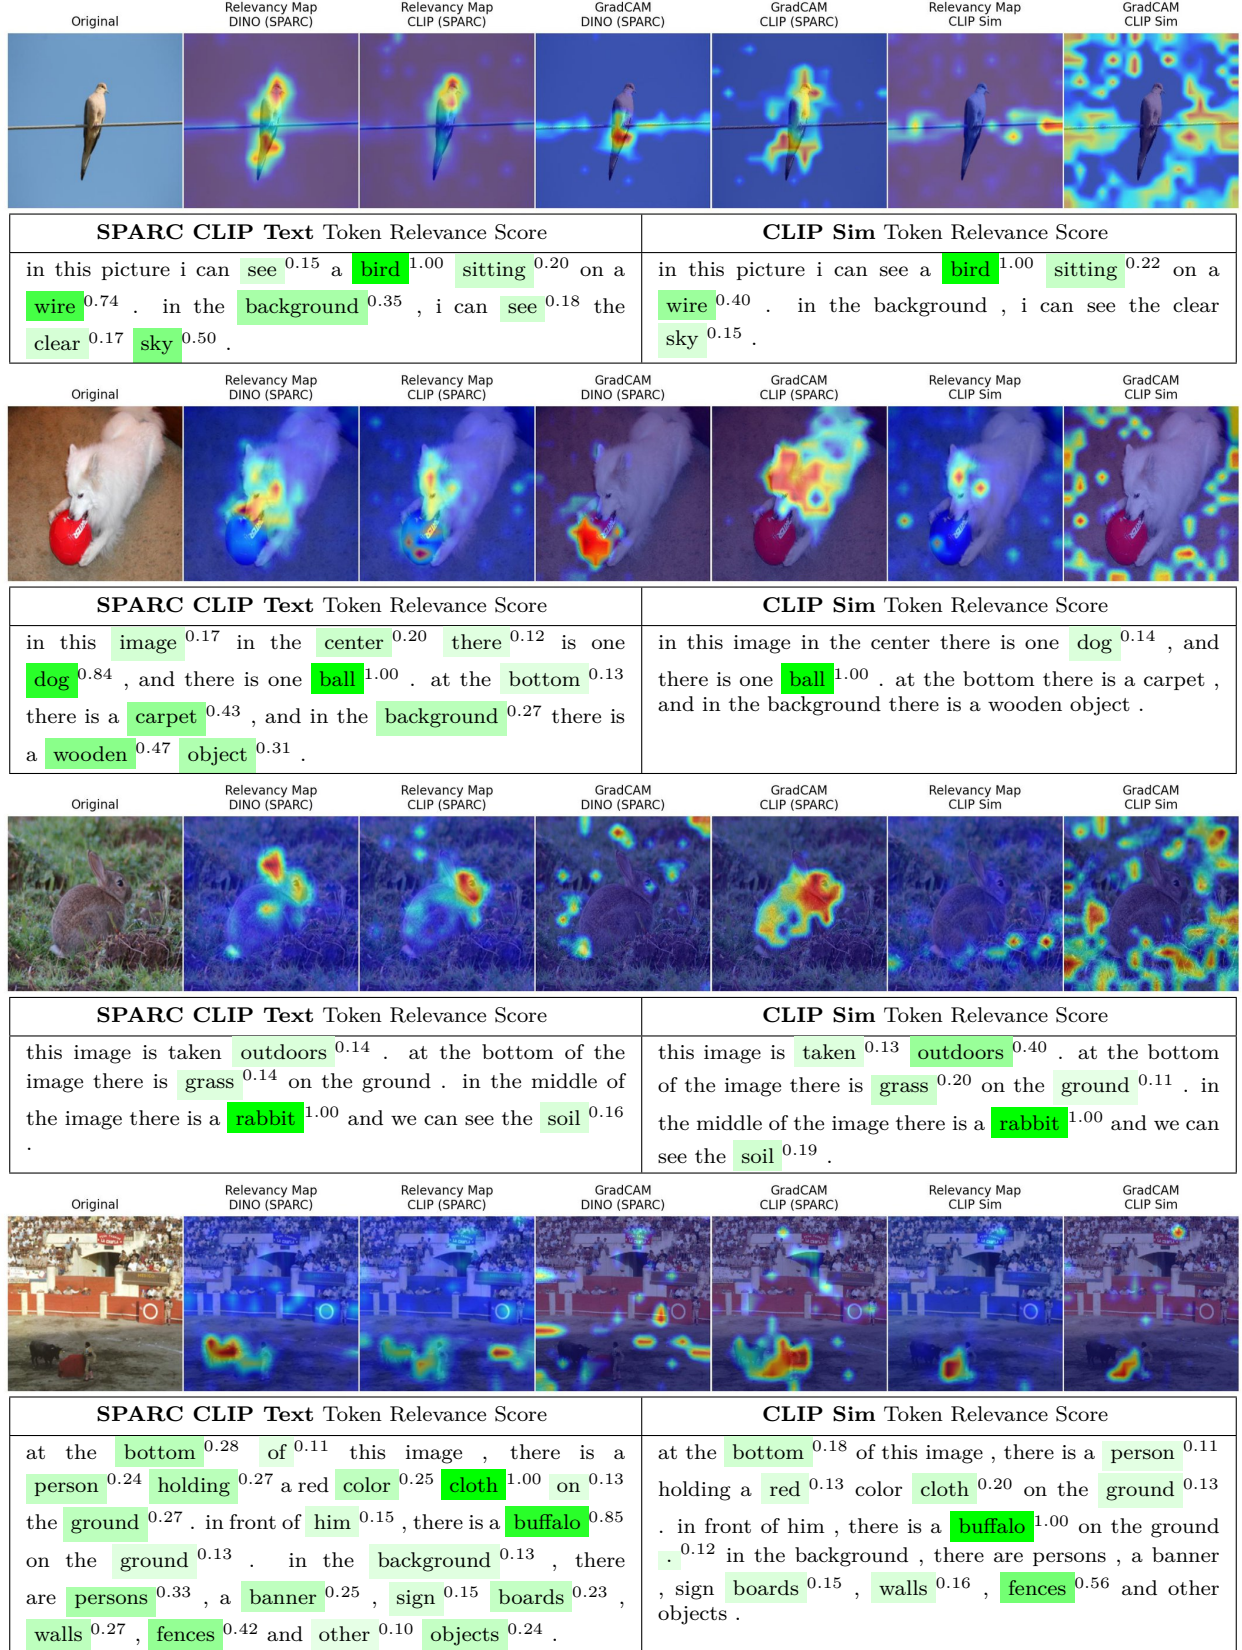 Original
Relevancy Map
DINO (SPARC)
Relevancy Map
CLIP (SPARC)
GradCAM
DINO (SPARC)
GradCAM
CLIP (SPARC)
Relevancy Map
CLIP Sim
GradCAM
CLIP Sim
SPARC CLIP Text Token Relevance Score
in this picture i can see 0.15 a bird 1.00 sitting 0.20 on a
wire 0.74 . in the background 0.35 , i can see 0.18 the
clear 0.17 sky 0.50 .
CLIP Sim Token Relevance Score
in this picture i can see a bird 1.00 sitting 0.22 on a
wire 0.40 . in the background , i can see the clear
sky 0.15 .
Original
Relevancy Map
DINO (SPARC)
Relevancy Map
CLIP (SPARC)
GradCAM
DINO (SPARC)
GradCAM
CLIP (SPARC)
Relevancy Map
CLIP Sim
GradCAM
CLIP Sim
SPARC CLIP Text Token Relevance Score
in this image 0.17 in the center 0.20 there 0.12 is one
dog 0.84 , and there is one ball 1.00 . at the bottom 0.13
there is a carpet 0.43 , and in the background 0.27 there is
a wooden 0.47 object 0.31 .
CLIP Sim Token Relevance Score
in this image in the center there is one dog 0.14 , and
there is one ball 1.00 . at the bottom there is a carpet ,
and in the background there is a wooden object .
Original
Relevancy Map
DINO (SPARC)
Relevancy Map
CLIP (SPARC)
GradCAM
DINO (SPARC)
GradCAM
CLIP (SPARC)
Relevancy Map
CLIP Sim
GradCAM
CLIP Sim
SPARC CLIP Text Token Relevance Score
this image is taken outdoors 0.14 . at the bottom of the
image there is grass 0.14 on the ground . in the middle of
the image there is a rabbit 1.00 and we can see the soil 0.16
.
CLIP Sim Token Relevance Score
this image is taken 0.13 outdoors 0.40 . at the bottom
of the image there is grass 0.20 on the ground 0.11 . in
the middle of the image there is a rabbit 1.00 and we can
see the soil 0.19 .
Original
Relevancy Map
DINO (SPARC)
Relevancy Map
CLIP (SPARC)
GradCAM
DINO (SPARC)
GradCAM
CLIP (SPARC)
Relevancy Map
CLIP Sim
GradCAM
CLIP Sim
SPARC CLIP Text Token Relevance Score
at the bottom 0.28 of 0.11 this image , there is a
person 0.24 holding 0.27 a red color 0.25 cloth 1.00 on 0.13
the ground 0.27 . in front of him 0.15 , there is a buffalo 0.85
on the ground 0.13 . in the background 0.13 , there
are persons 0.33 , a banner 0.25 , sign 0.15 boards 0.23 ,
walls 0.27 , fences 0.42 and other 0.10 objects 0.24 .
CLIP Sim Token Relevance Score
at the bottom 0.18 of this image , there is a person 0.11
holding a red 0.13 color cloth 0.20 on the ground 0.13
. in front of him , there is a buffalo 1.00 on the ground
. 0.12 in the background , there are persons , a banner
, sign boards 0.15 , walls 0.16 , fences 0.56 and other
objects .